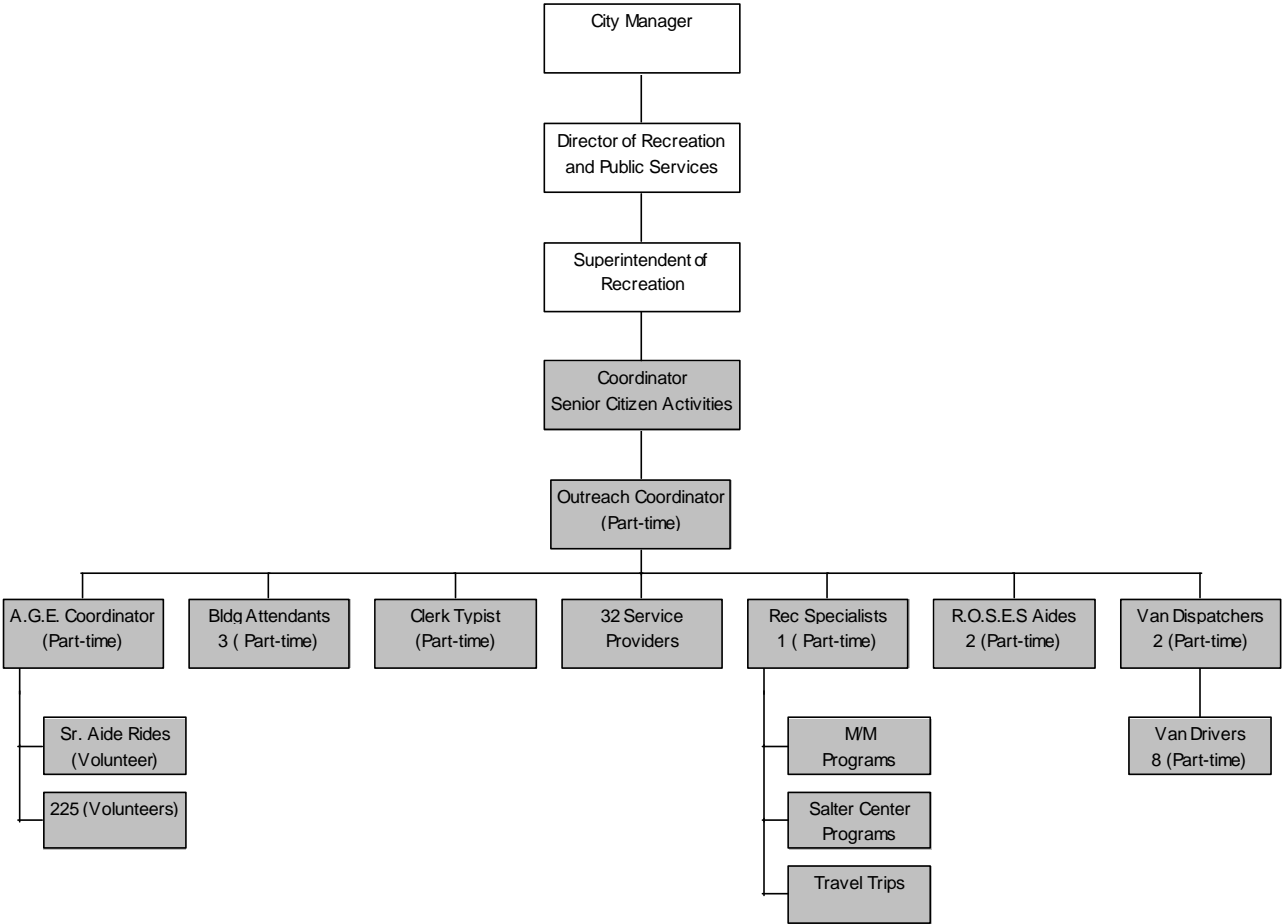 City Manager
Director of Recreation
and Public Services
Superintendent of
Recreation
Coordinator
Senior Citizen Activities
Outreach Coordinator
(Part-time)
A.G.E. Coordinator
(Part-time)
Bldg Attendants
3 ( Part-time)
Clerk Typist
(Part-time)
32 Service
Providers
Rec Specialists
1 ( Part-time)
R.O.S.E.S Aides
2 (Part-time)
Van Dispatchers
2 (Part-time)
Sr. Aide Rides
(Volunteer)
225 (Volunteers)
M/M
Programs
Salter Center
Programs
Travel Trips
Van Drivers
8 (Part-time)